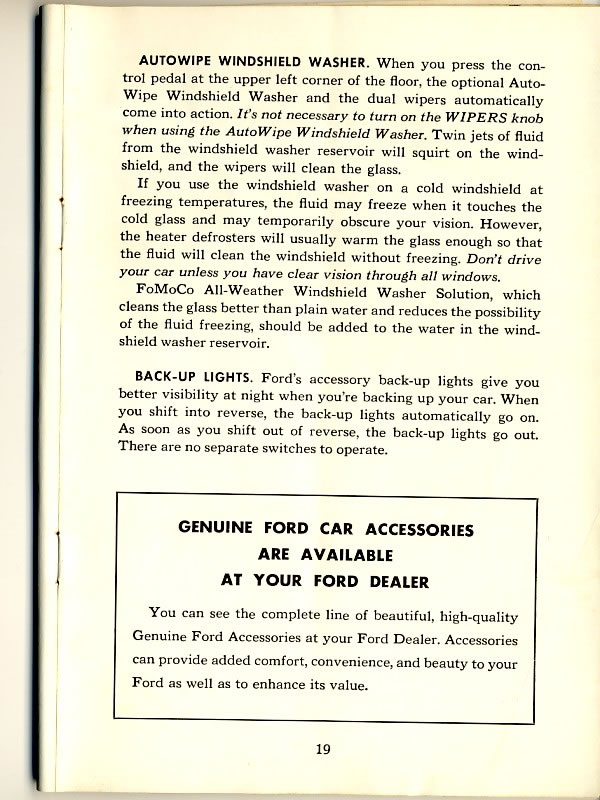 AUTOWIPE WINDSHIELD WASHER. When you press the con-
trol pedal at the upper left corner of the floor, the optional Auto-
Wipe Windshield Washer and the dual wipers automatically
come into action. It's not necessary to turn on the WIPERS knob
when using the AutoWipe Windshield Washer. Twin jets of fluid
from the windshield washer reservoir will squirt on the wind-
shield, and the wipers will clean the glass.
If you use the windshield washer on a cold windshield at
freezing temperatures, the fluid may freeze when it touches the
cold glass and may temporarily obscure your vision. However,
the heater defrosters will usually warm the glass enough so that
the fluid will clean the windshield without freezing. Don't drive
your car unless you have clear vision through all windows.
FoMoCo All-Weather Windshield Washer Solution, which
cleans the glass better than plain water and reduces the possibility
of the fluid freezing, should be added to the water in the wind-
shield washer reservoir.
BACK-UP LIGHTS. Ford's accessory back-up lights give you
better visibility at night when you're backing up your car. When
you shift into reverse, the back-up lights automatically go on.
As soon as you shift out of reverse, the back-up lights go out.
There are no separate switches to operate.
GENUINE FORD CAR ACCESSORIES
ARE AVAILABLE
AT YOUR FORD DEALER
You can see the complete line of beautiful, high-quality
Genuine Ford Accessories at your Ford Dealer. Accessories
can provide added comfort, convenience, and beauty to your
Ford as well as to enhance its value.
19